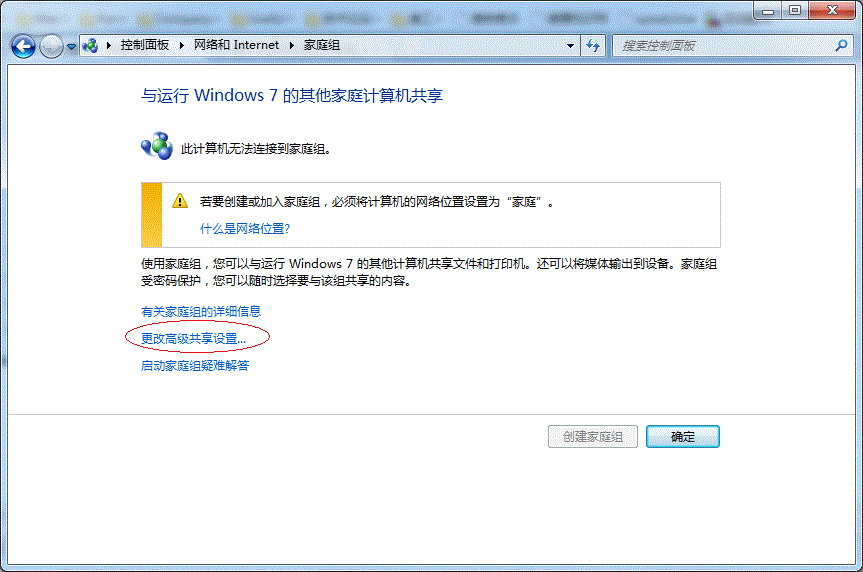 控制面板 ▸ 网络和 Internet ▸ 家庭组
搜索控制面板
与运行 Windows 7 的其他家庭计算机共享
此计算机无法连接到家庭组。
若要创建或加入家庭组，必须将计算机的网络位置设置为“家庭”。
什么是网络位置?
使用家庭组，您可以与运行 Windows 7 的其他计算机共享文件和打印机。还可以将媒体输出到设备。家庭组
受密码保护，您可以随时选择要与该组共享的内容。
有关家庭组的详细信息
更改高级共享设置...
启动家庭组疑难解答
创建家庭组
确定